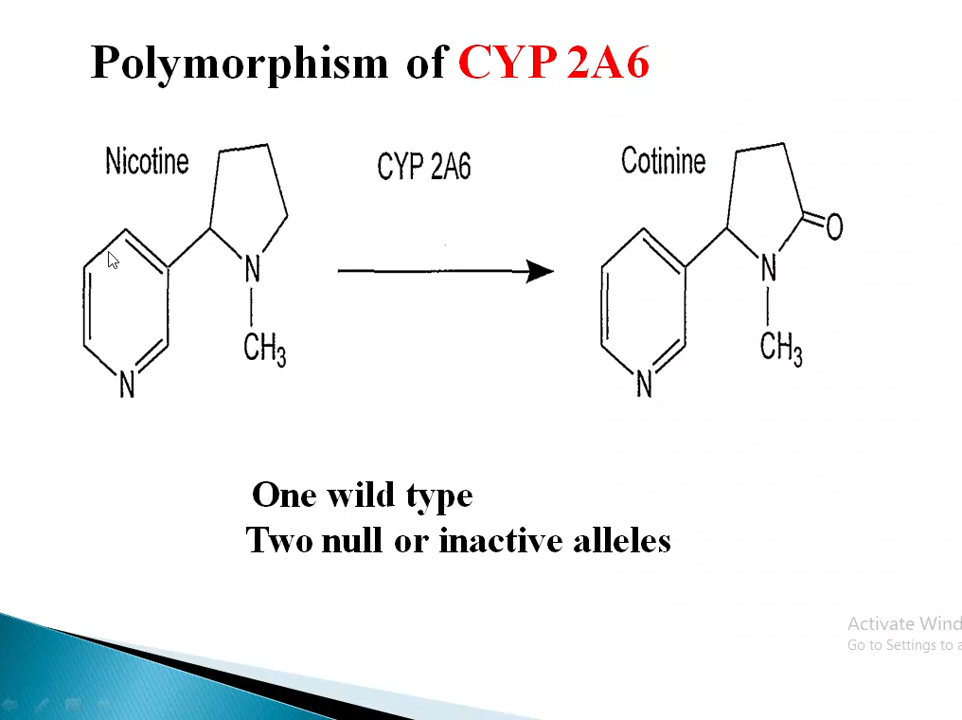 Polymorphism of CYP 2A6
Nicotine
CYP 2A6
Cotinine
O
N
N
CH3
CH3
N
N
One wild type
Two null or inactive alleles
Activate Wind
Go to Settings to a